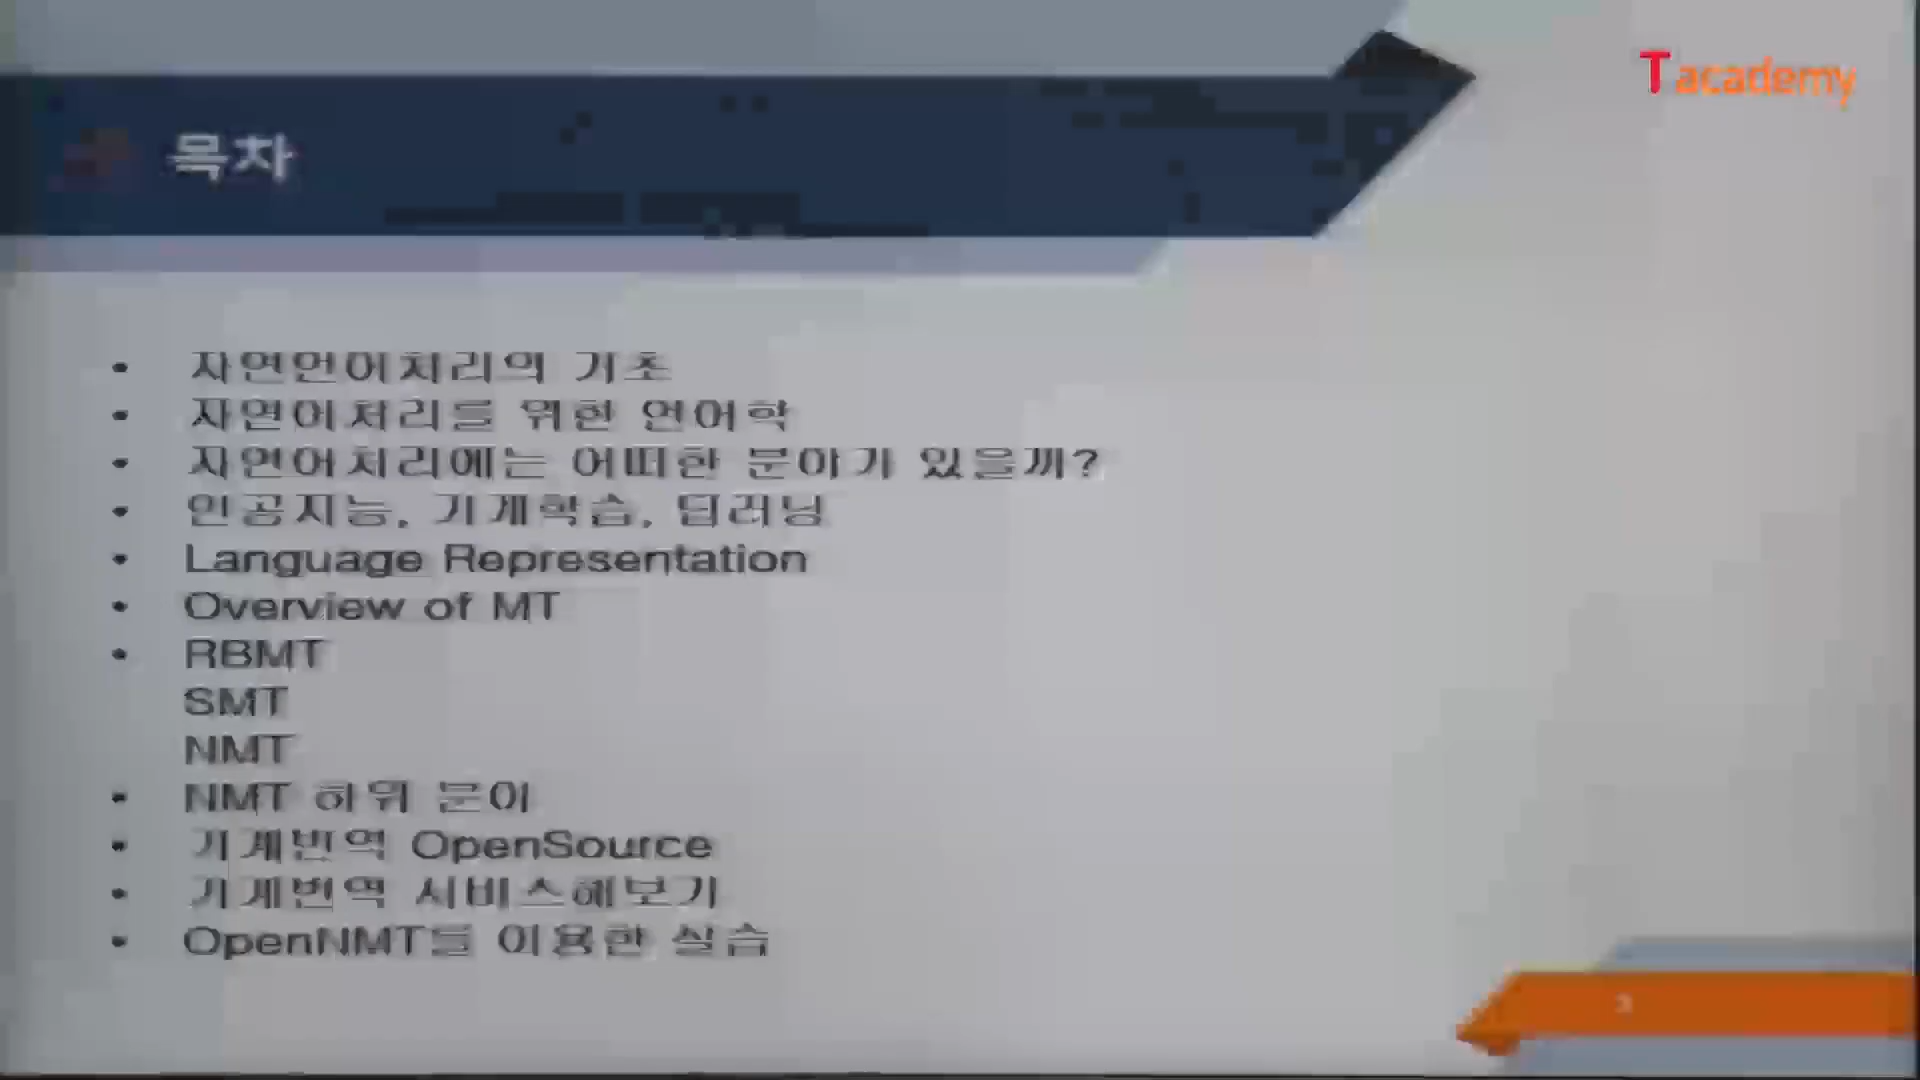 T academy
목차
• 자연언어처리의 기초
• 자연어처리를 위한 언어학
• 자연어처리에는 어떠한 분야가 있을까?
• 인공지능, 기계학습, 딥러닝
• Language Representation
• Overview of MT
• RBMT
SMT
NMT
• NMT 하위 분야
• 기계번역 OpenSource
• 기계번역 서비스해보기
• OpenNMT를 이용한 실습